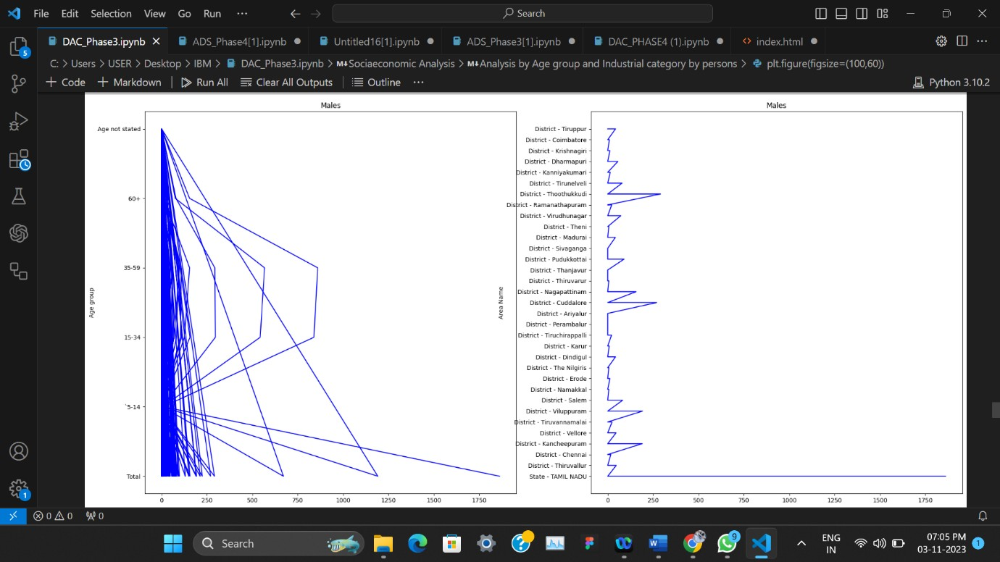 File Edit Selection View Go Run ··· Search
DAC_Phase3.ipynb ADS_Phase4[1].ipynb Untitled16[1].ipynb ADS_Phase3[1].ipynb DAC_PHASE4 (1).ipynb index.html
C: > Users > USER > Desktop > IBM > DAC_Phase3.ipynb > M↓Sociaeconomic Analysis > M↓Analysis by Age group and Industrial category by persons > plt.figure(figsize=(100,60))
+ Code + Markdown Run All Clear All Outputs Outline ··· Python 3.10.2
5
1
Males
Age not stated
60+
35-59
15-34
`5-14
Total
Age group
0 250 500 750 1000 1250 1500 1750
Males
District - Tiruppur
District - Coimbatore
District - Krishnagiri
District - Dharmapuri
District - Kanniyakumari
District - Tirunelveli
District - Thoothukkudi
District - Ramanathapuram
District - Virudhunagar
District - Theni
District - Madurai
District - Sivaganga
District - Pudukkottai
District - Thanjavur
District - Thiruvarur
District - Nagapattinam
District - Cuddalore
District - Ariyalur
District - Perambalur
District - Tiruchirappalli
District - Karur
District - Dindigul
District - The Nilgiris
District - Erode
District - Namakkal
District - Salem
District - Viluppuram
District - Tiruvannamalai
District - Vellore
District - Kancheepuram
District - Chennai
District - Thiruvallur
State - TAMIL NADU
Area Name
0 250 500 750 1000 1250 1500 1750
0 0 0
Search 9 ENG 07:05 PM
IN 03-11-2023 1